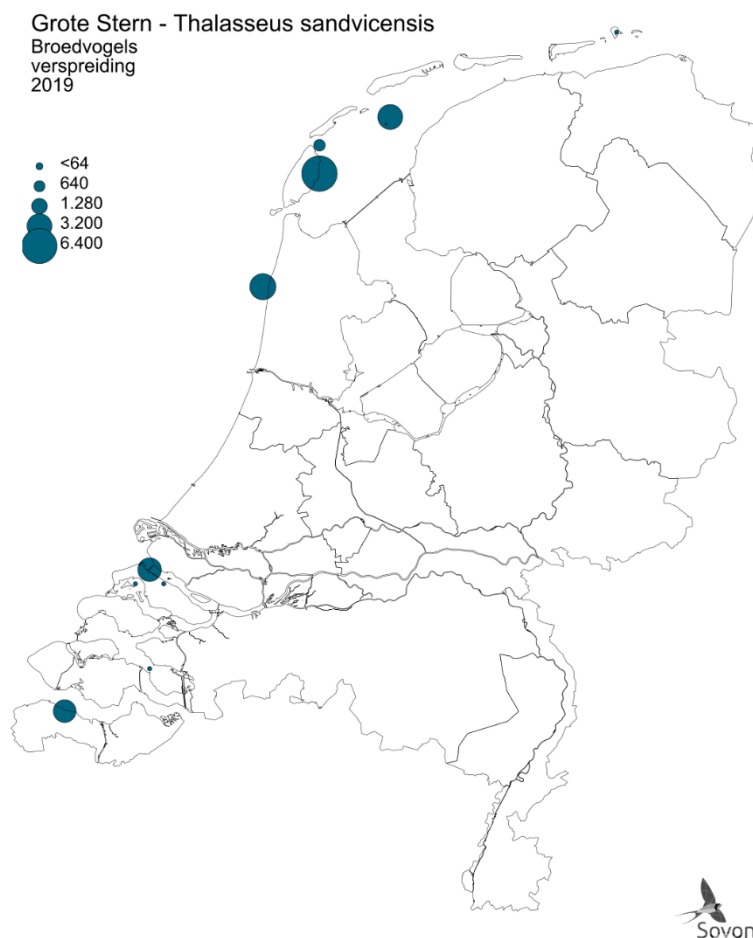 Grote Stern - Thalasseus sandvicensis
Broedvogels
verspreiding
2019
<64
640
1.280
3.200
6.400
Sovon